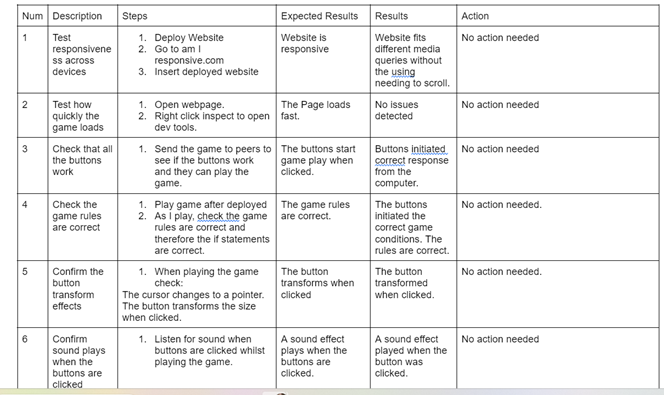 Num Description Steps Expected Results Results Action
1 Test responsivene ss across devices
1. Deploy Website
2. Go to am I responsive.com
3. Insert deployed website
Website is responsive
Website fits different media queries without the using needing to scroll.
No action needed
2 Test how quickly the game loads
1. Open webpage.
2. Right click inspect to open dev tools.
The Page loads fast.
No issues detected
No action needed
3 Check that all the buttons work
1. Send the game to peers to see if the buttons work and they can play the game.
The buttons start game play when clicked.
Buttons initiated correct response from the computer.
No action needed
4 Check the game rules are correct
1. Play game after deployed
2. As I play, check the game rules are correct and therefore the if statements are correct.
The game rules are correct.
The buttons initiated the correct game conditions. The rules are correct.
No action needed.
5 Confirm the button transform effects
1. When playing the game check:
The cursor changes to a pointer.
The button transforms the size when clicked.
The button transforms when clicked
The button transformed when clicked.
No action needed.
6 Confirm sound plays when the buttons are clicked
1. Listen for sound when buttons are clicked whilst playing the game.
A sound effect plays when the buttons are clicked.
A sound effect played when the button was clicked.
No action needed